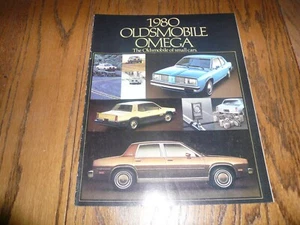 1980
OLDSMOBILE
OMEGA
The Oldsmobile of small cars.